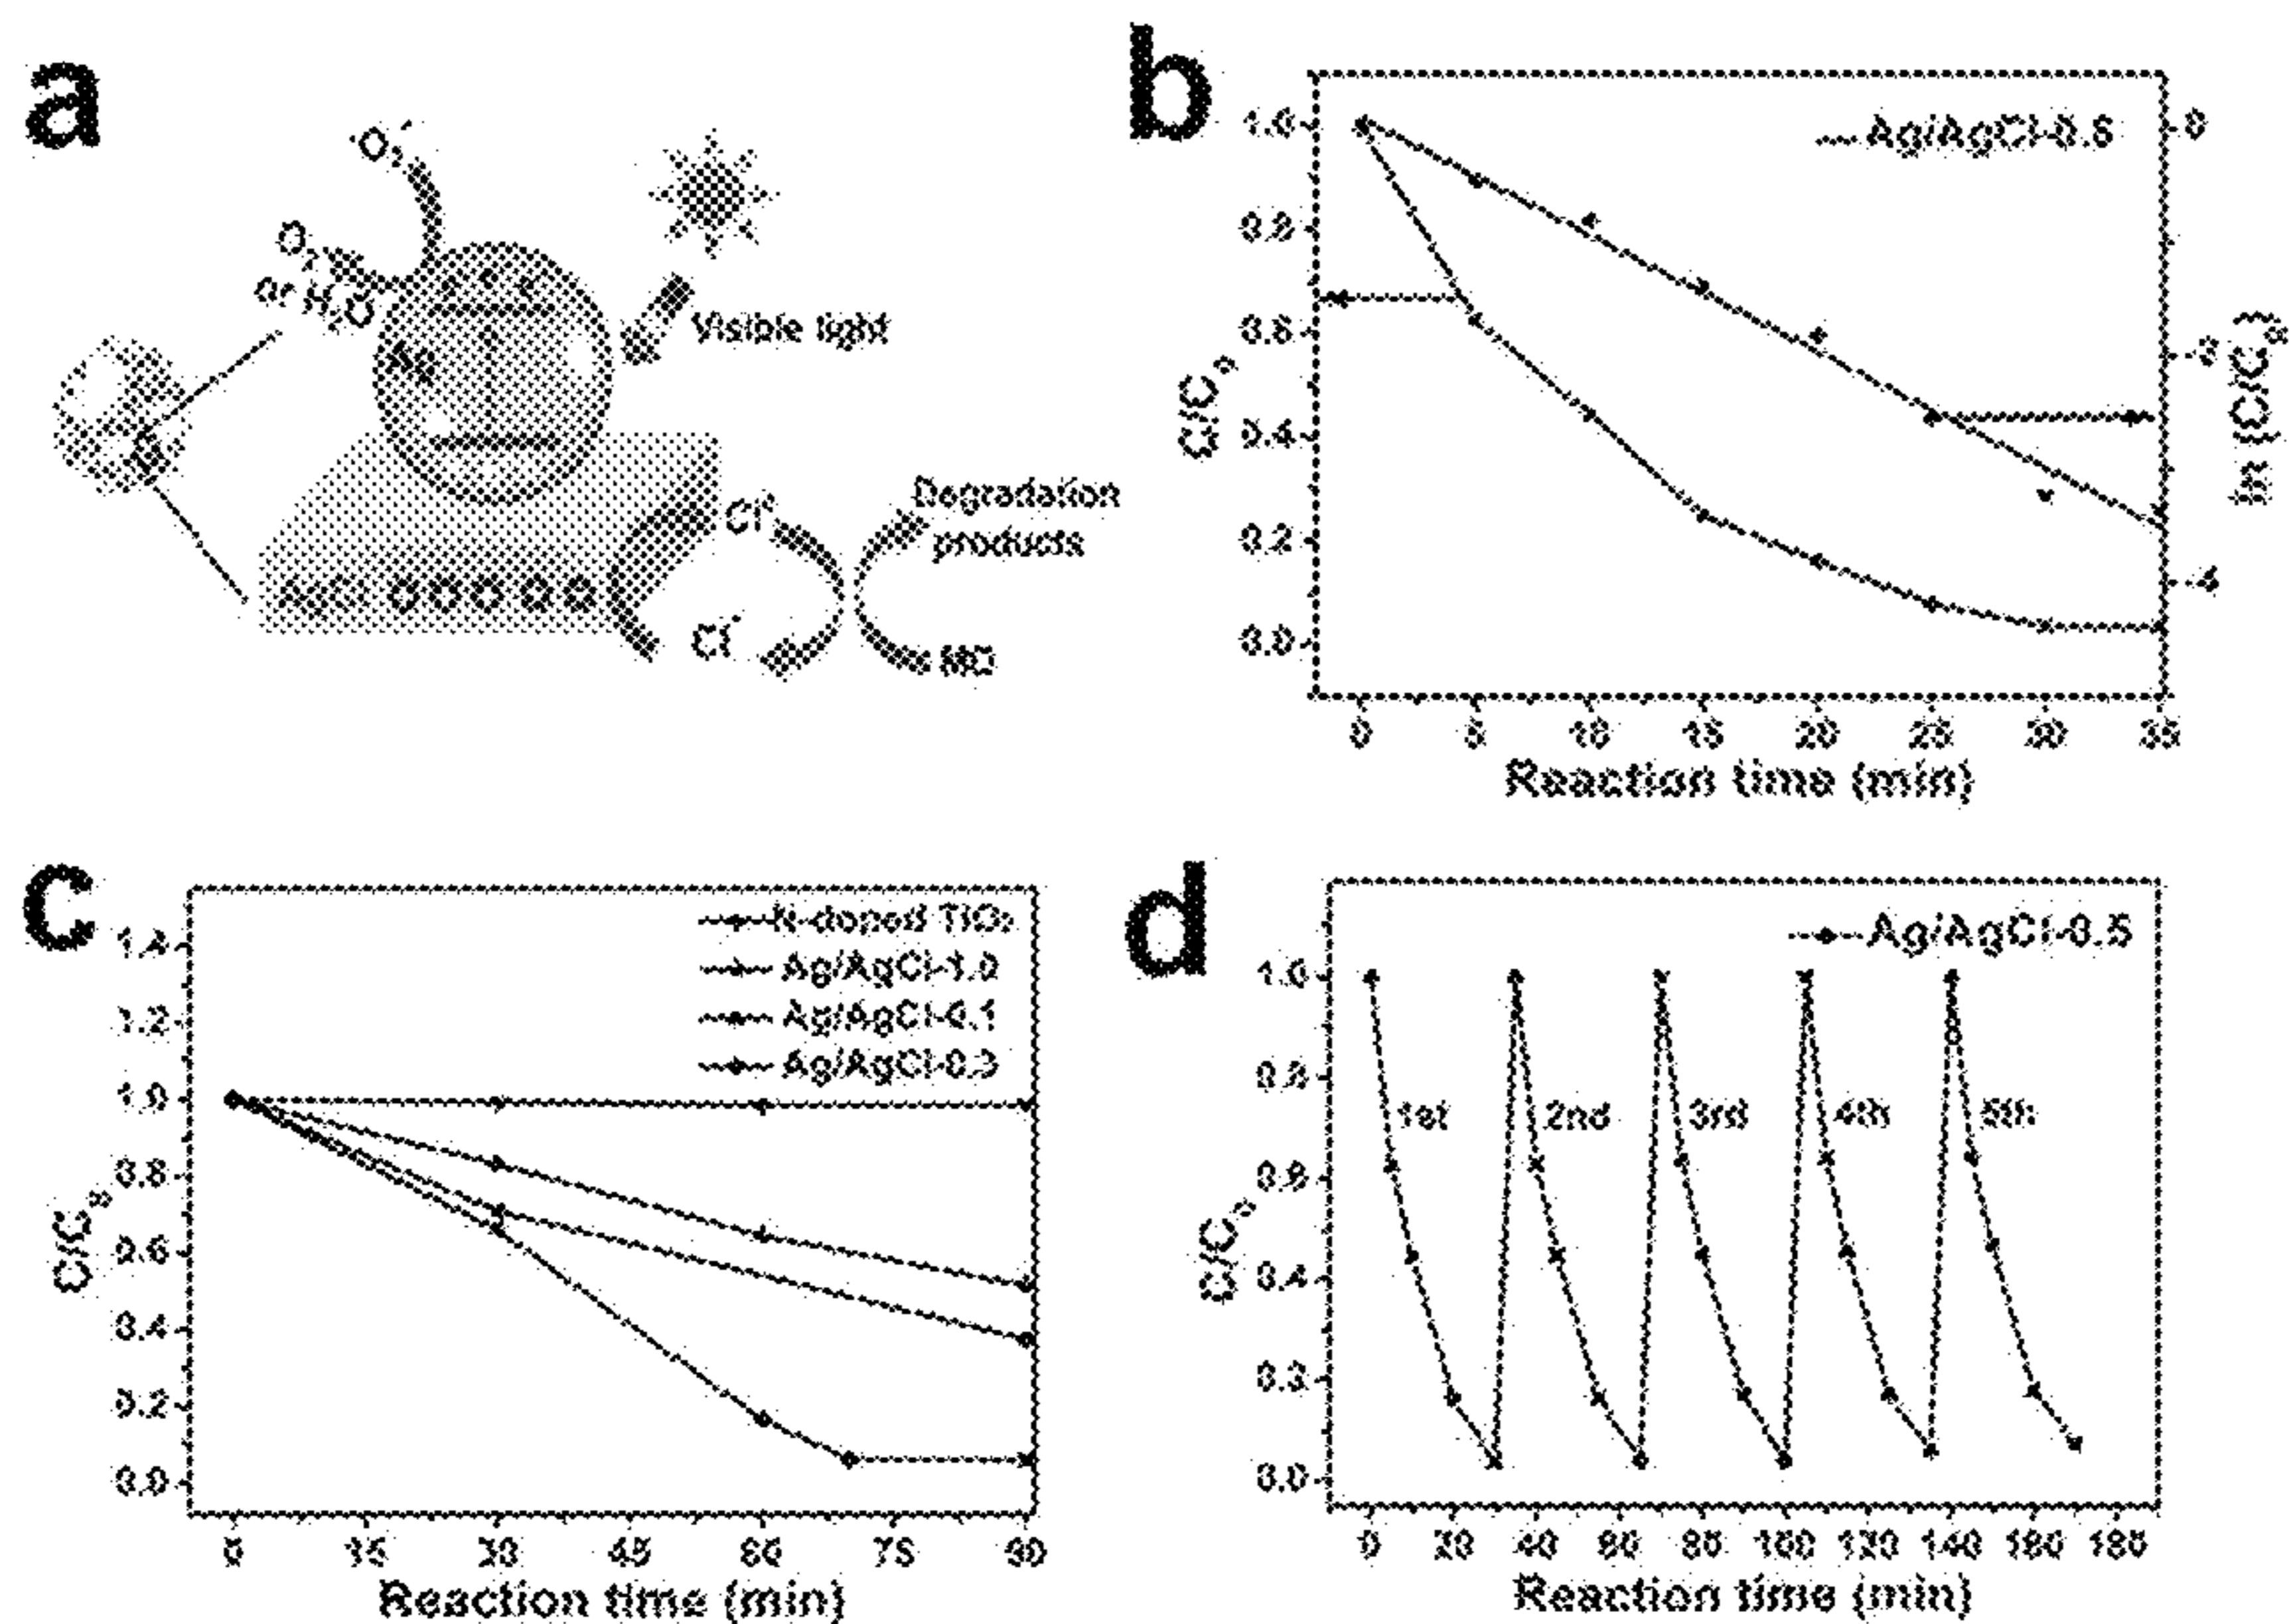 a
O2
or H2O
Ag
Visible light
Degradation
products
AgCl
Cl0
Cl-
MO
b
Ag/AgCl-0.5
1.0
0.8
0.6
0.4
0.2
0.0
C/C0
0
-2
-4
ln (C/C0)
0 5 10 15 20 25 30 35
Reaction time (min)
c
N-doped TiO2
Ag/AgCl-1.0
Ag/AgCl-0.1
Ag/AgCl-0.3
1.4
1.2
1.0
0.8
0.6
0.4
0.2
0.0
C/C0
0 15 30 45 60 75 90
Reaction time (min)
d
Ag/AgCl-0.5
1.0
0.8
0.6
0.4
0.2
0.0
C/C0
1st 2nd 3rd 4th 5th
0 20 40 60 80 100 120 140 160 180
Reaction time (min)